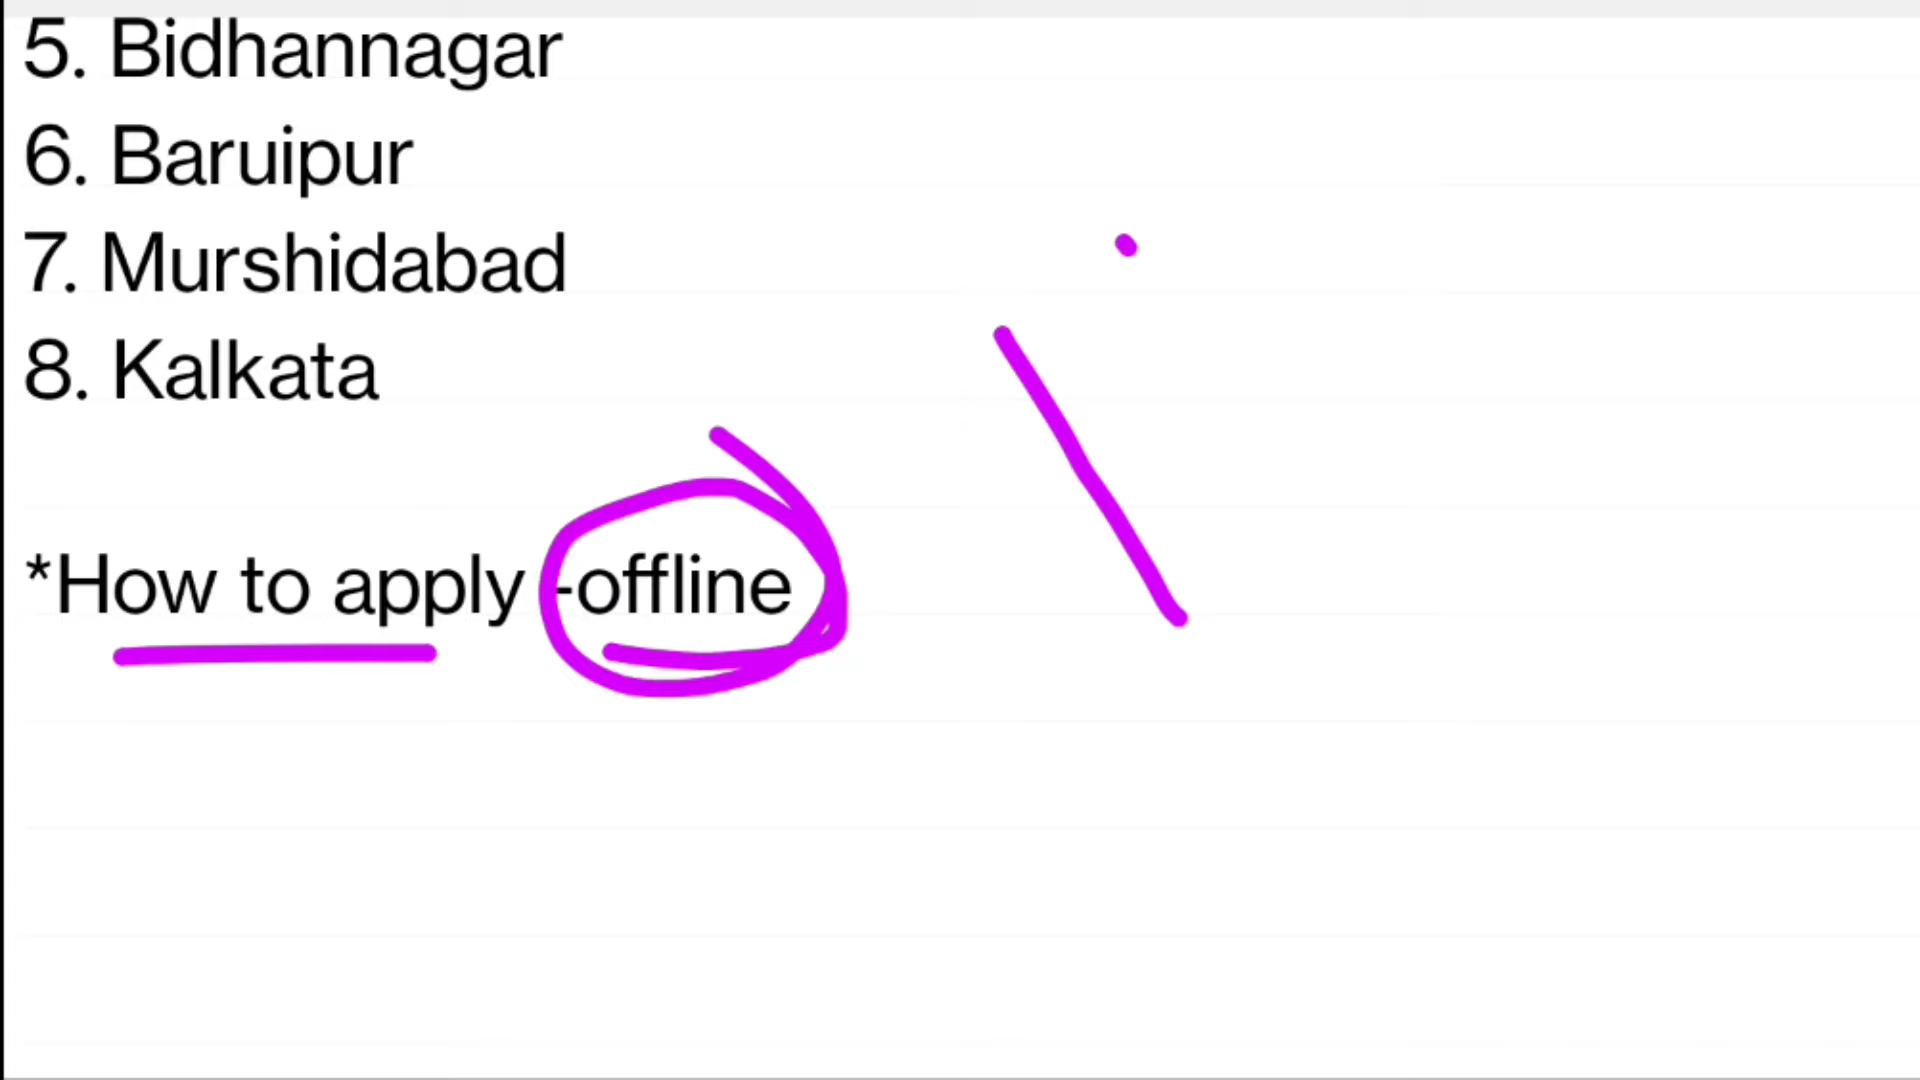 5. Bidhannagar
6. Baruipur
7. Murshidabad
8. Kalkata
*How to apply -offline